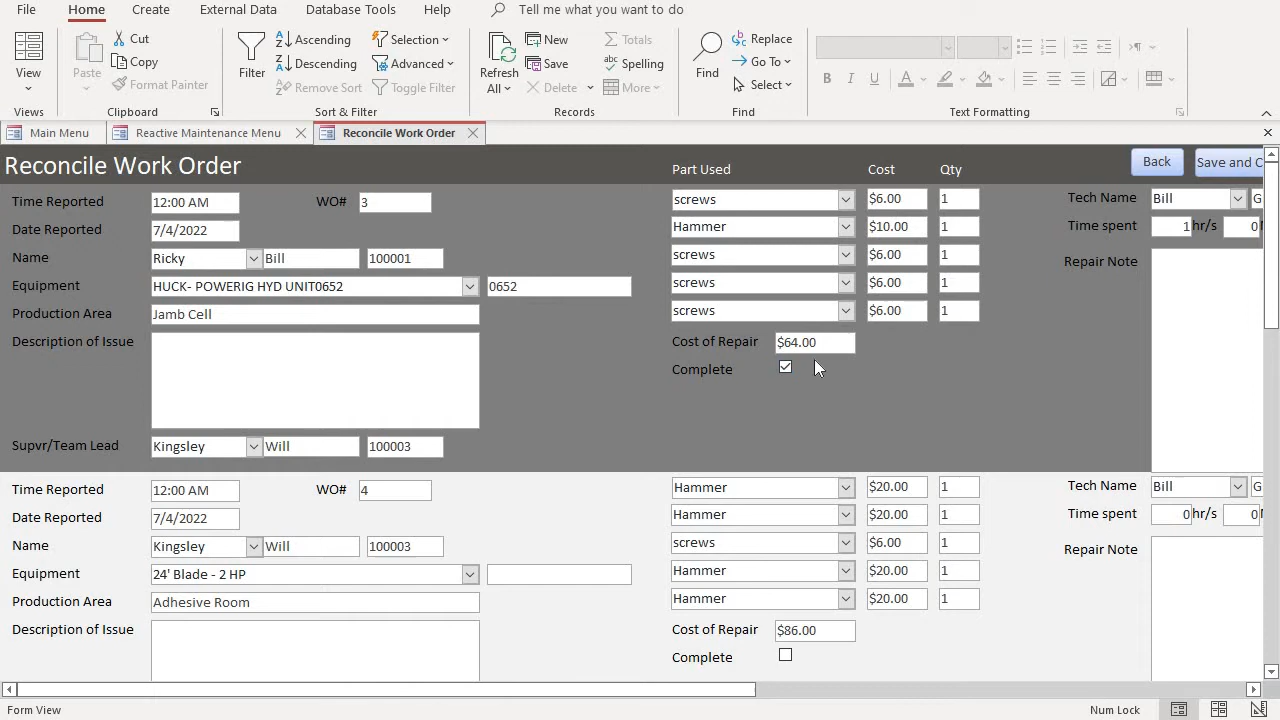 File Home Create External Data Database Tools Help Tell me what you want to do
View
Views
Paste
Cut
Copy
Format Painter
Clipboard
Filter
Ascending
Descending
Selection
Advanced
Toggle Filter
Sort & Filter
Refresh
All
New
Save
Delete
Totals
Spelling
More
Records
Find
Replace
Go To
Select
Find
B I U A
Text Formatting
Main Menu Reactive Maintenance Menu Reconcile Work Order
Reconcile Work Order Part Used Cost Qty Back Save and C
Time Reported 12:00 AM WO# 3 screws $6.00 1 Tech Name Bill G
Date Reported 7/4/2022 Hammer $10.00 1 Time spent 1 hr/s 0
Name Ricky Bill 100001 screws $6.00 1 Repair Note
Equipment HUCK- POWERIG HYD UNIT0652 0652 screws $6.00 1
Production Area Jamb Cell screws $6.00 1
Description of Issue Cost of Repair $64.00
Complete
Supvr/Team Lead Kingsley Will 100003
Time Reported 12:00 AM WO# 4 Hammer $20.00 1 Tech Name Bill G
Date Reported 7/4/2022 Hammer $20.00 1 Time spent 0 hr/s 0
Name Kingsley Will 100003 screws $6.00 1 Repair Note
Equipment 24' Blade - 2 HP Hammer $20.00 1
Production Area Adhesive Room Hammer $20.00 1
Description of Issue Cost of Repair $86.00
Complete
Form View Num Lock